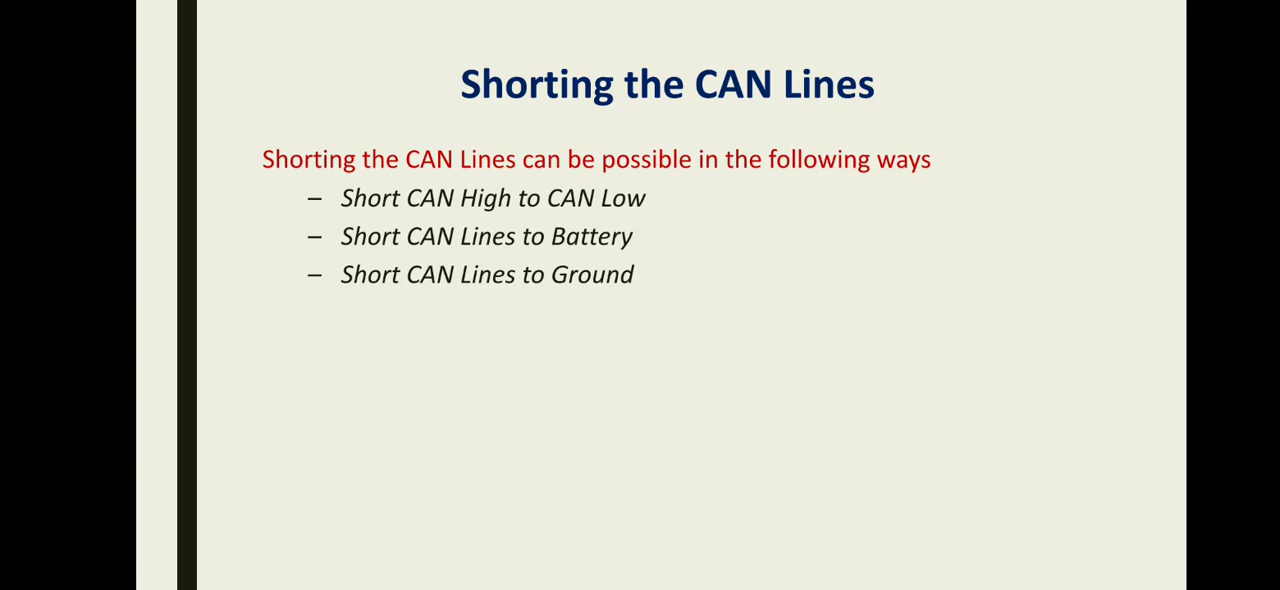 Shorting the CAN Lines
Shorting the CAN Lines can be possible in the following ways
– Short CAN High to CAN Low
– Short CAN Lines to Battery
– Short CAN Lines to Ground